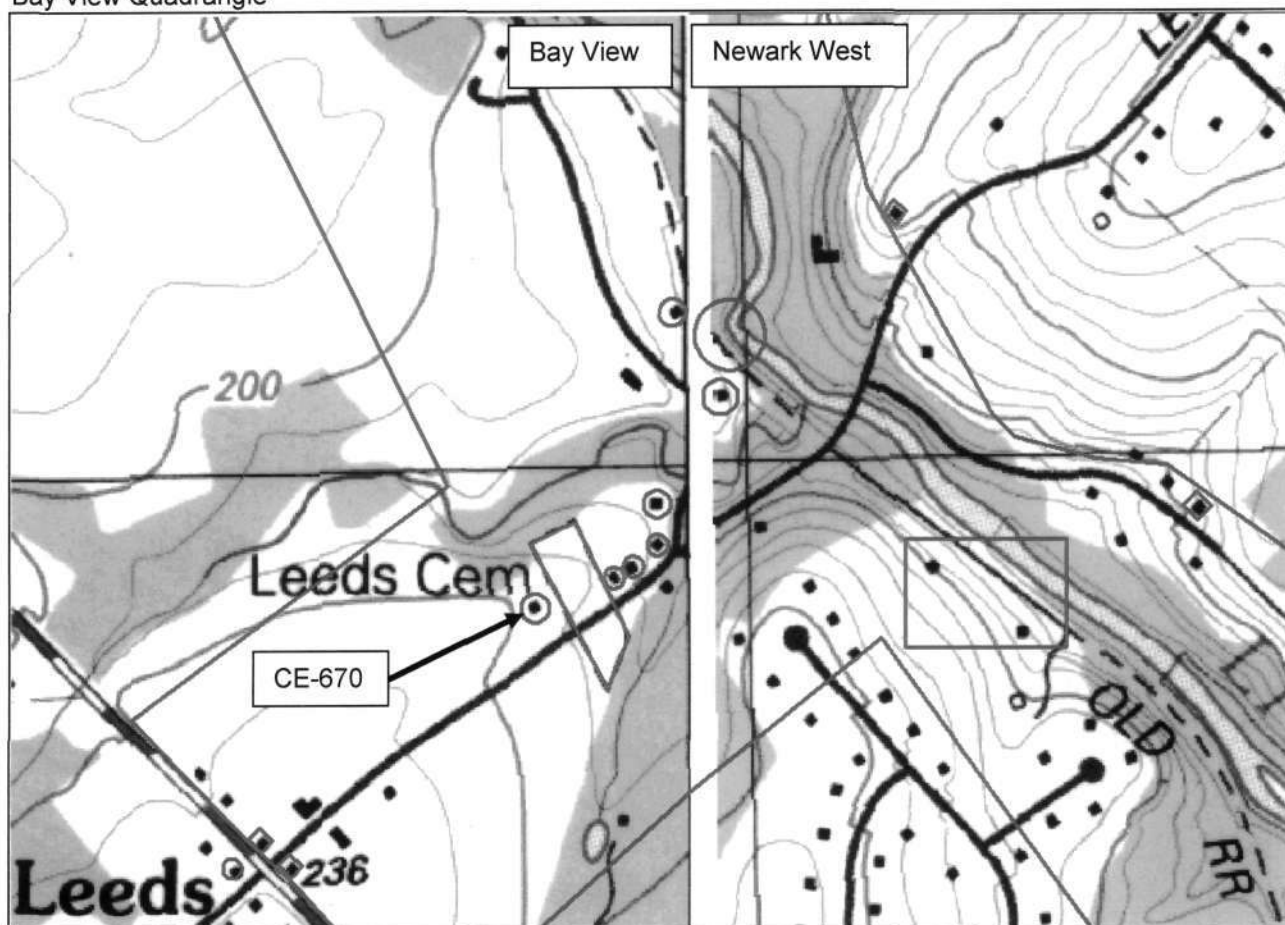 Bay View Quadrangle
Bay View
Newark West
200
Leeds Cem
CE-670
OLD
RR
236
Leeds